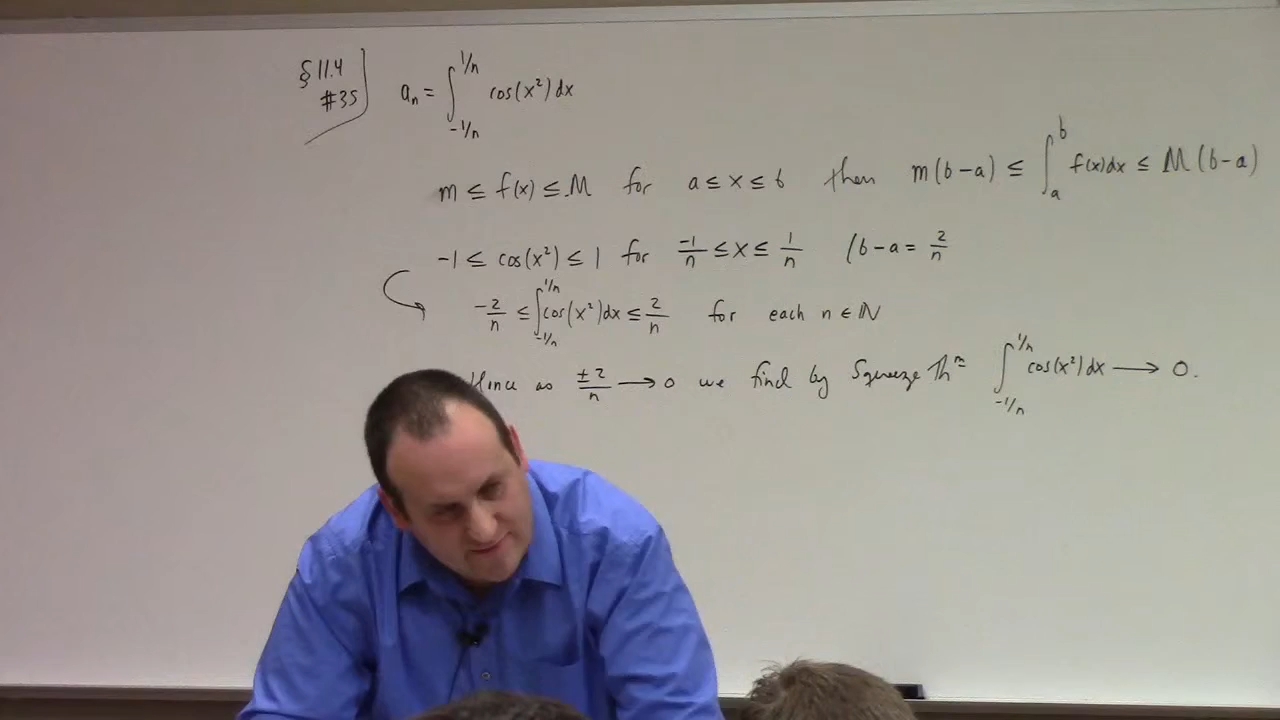 §11.4
#35
aₙ = ∫_{-1/n}^{1/n} cos(x²) dx
m ≤ f(x) ≤ M for a ≤ x ≤ b then m(b-a) ≤ ∫_a^b f(x)dx ≤ M(b-a)
-1 ≤ cos(x²) ≤ 1 for -1/n ≤ x ≤ 1/n (b-a = 2/n
-2/n ≤ ∫_{-1/n}^{1/n} cos(x²)dx ≤ 2/n for each n ∈ ℕ
Hence as ±2/n → 0 we find by Squeeze Thᵐ ∫_{-1/n}^{1/n} cos(x²)dx → 0.